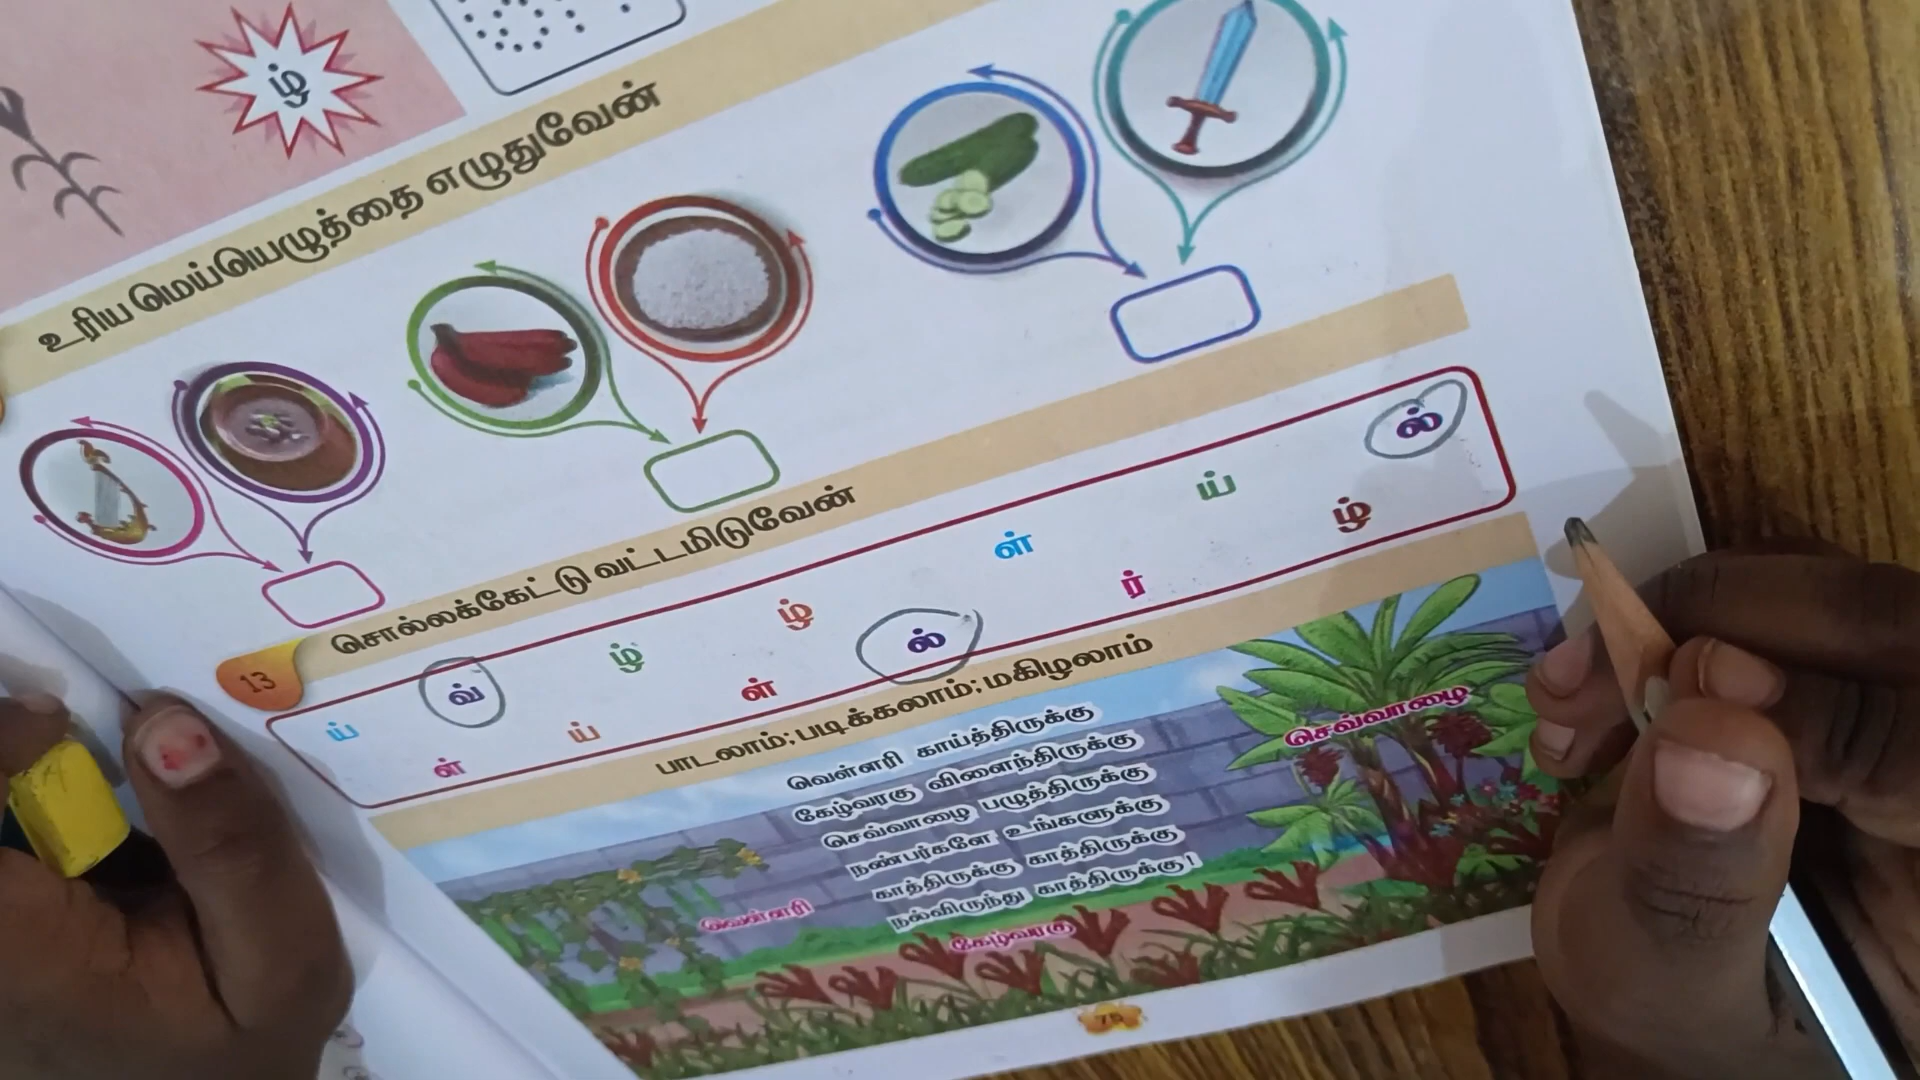 ழ்
உரிய மெய்யெழுத்தை எழுதுவேன்
13 சொல்லக்கேட்டு வட்டமிடுவேன்
ய் வ் ழ் ழ் ள் ய் ல்
ள் ய் ள் ல் ர் ழ்
பாடலாம்; படிக்கலாம்; மகிழலாம்
வெள்ளரி காய்த்திருக்கு
கேழ்வரகு விளைந்திருக்கு
செவ்வாழை பழுத்திருக்கு
நண்பர்களே உங்களுக்கு
காத்திருக்கு காத்திருக்கு
நல்விருந்து காத்திருக்கு!
செவ்வாழை
வெள்ளரி
கேழ்வரகு
75